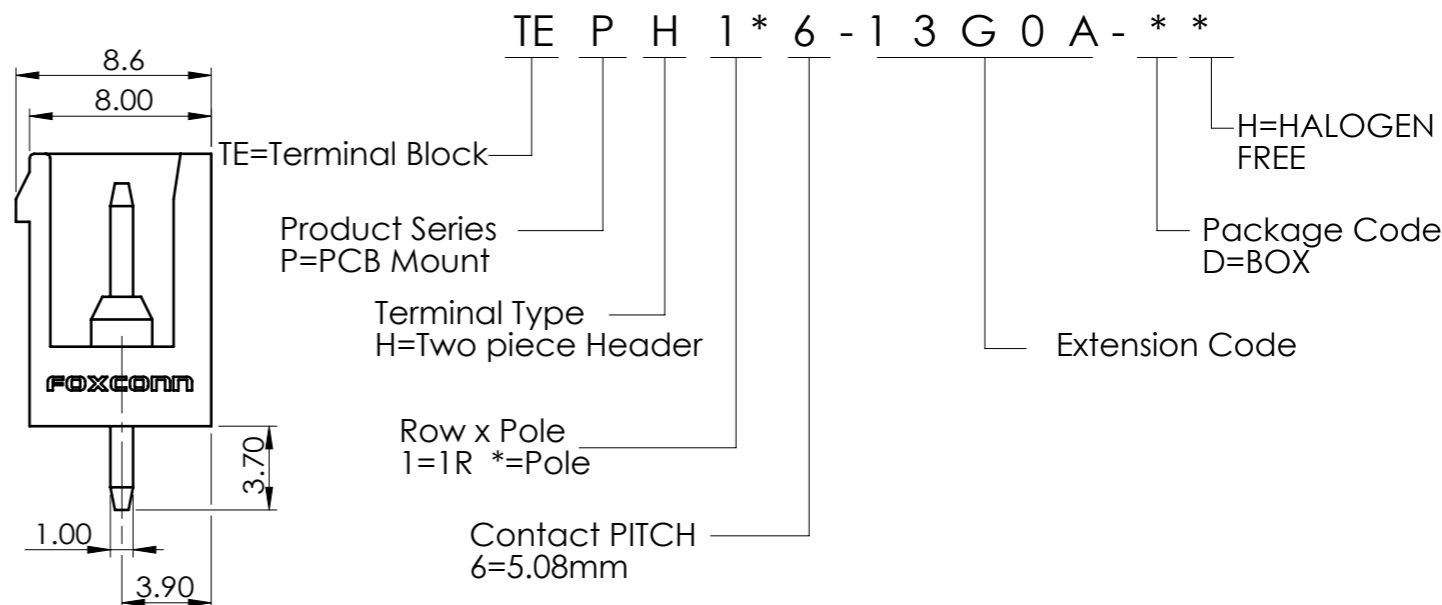 TE P H 1 * 6 - 1 3 G 0 A - * *
8.6
8.00
TE=Terminal Block
H=HALOGEN
FREE
Product Series
P=PCB Mount
Package Code
D=BOX
Terminal Type
H=Two piece Header
Extension Code
FOXCONN
Row x Pole
1=1R *=Pole
3.70
1.00
Contact PITCH
6=5.08mm
3.90